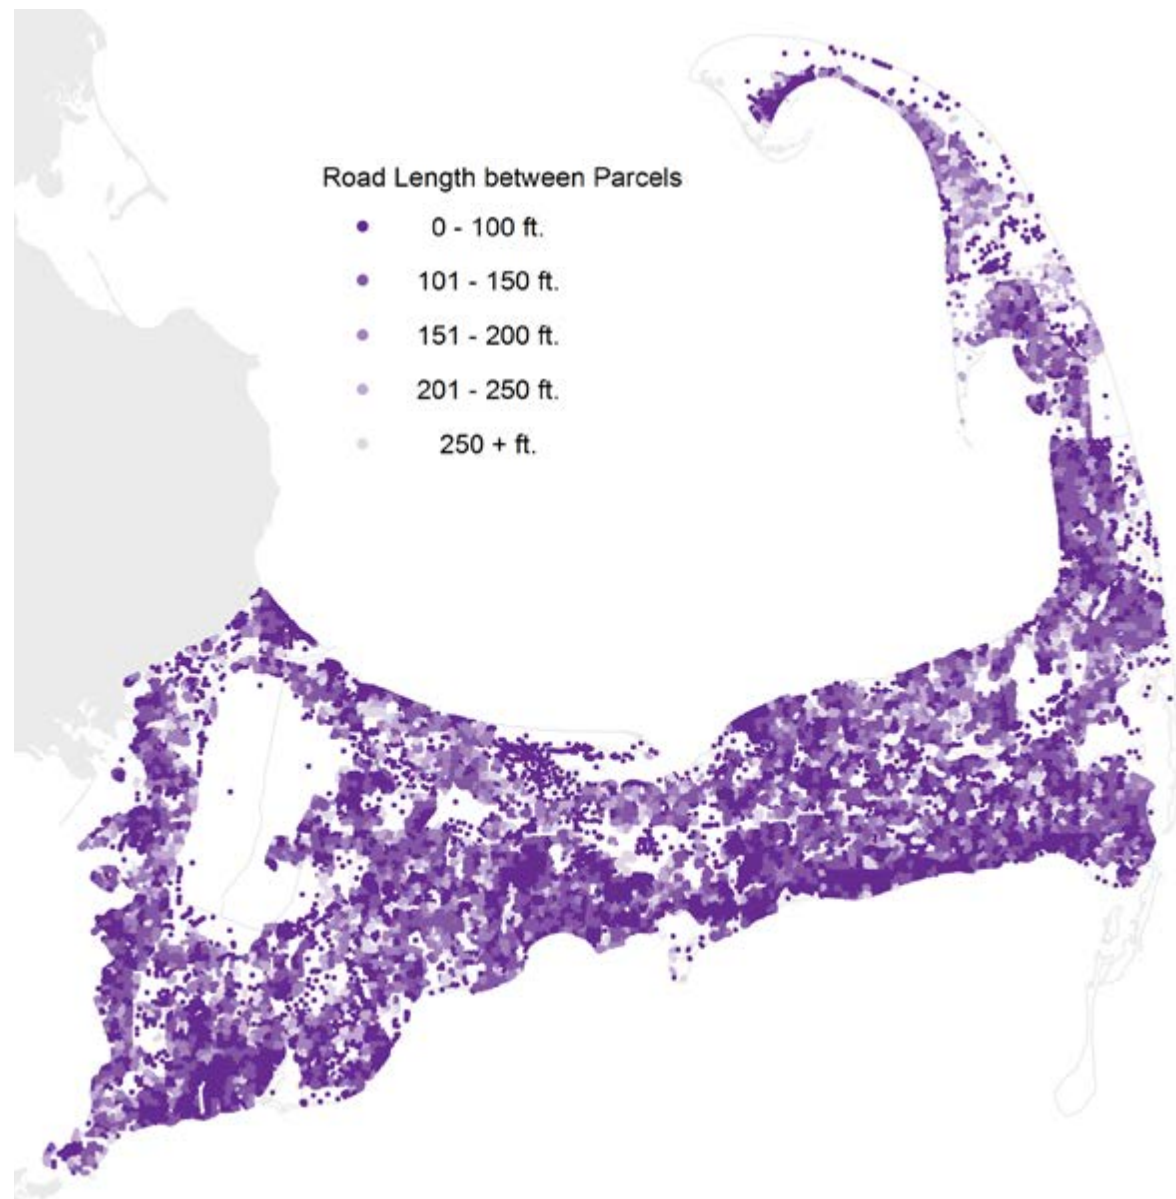 Road Length between Parcels
0 - 100 ft.
101 - 150 ft.
151 - 200 ft.
201 - 250 ft.
250 + ft.